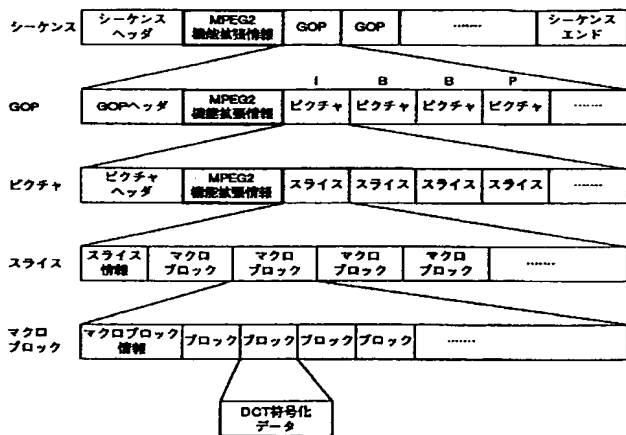 シーケンス
シーケンス
ヘッダ
MPEG2
機能拡張情報
GOP
GOP
........
シーケンス
エンド
I B B P
GOP
GOPヘッダ
MPEG2
機能拡張情報
ピクチャ
ピクチャ
ピクチャ
ピクチャ
.......
ピクチャ
ピクチャ
ヘッダ
MPEG2
機能拡張情報
スライス
スライス
スライス
スライス
.......
スライス
スライス
情報
マクロ
ブロック
マクロ
ブロック
マクロ
ブロック
マクロ
ブロック
.......
マクロ
ブロック
マクロブロック
情報
ブロック
ブロック
ブロック
ブロック
.......
DCT符号化
データ